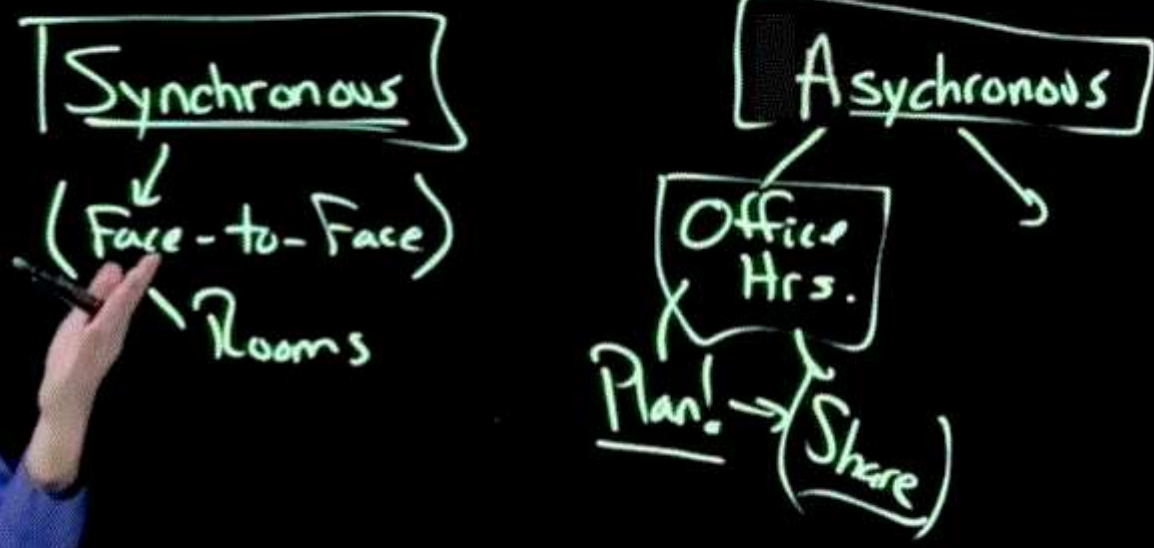 Synchronous
(Face-to-Face)
Rooms
Asychronous
Office
Hrs.
Plan!
(Share)